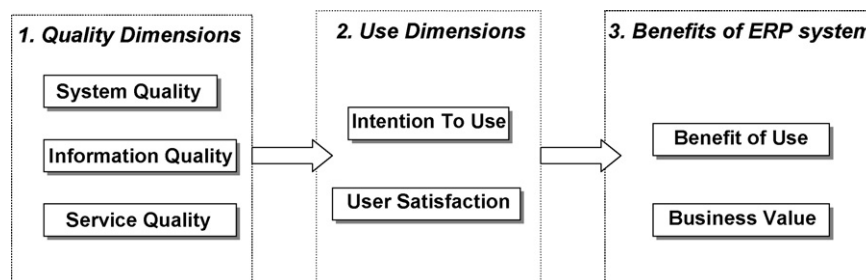 1. Quality Dimensions
System Quality
Information Quality
Service Quality
2. Use Dimensions
Intention To Use
User Satisfaction
3. Benefits of ERP system
Benefit of Use
Business Value